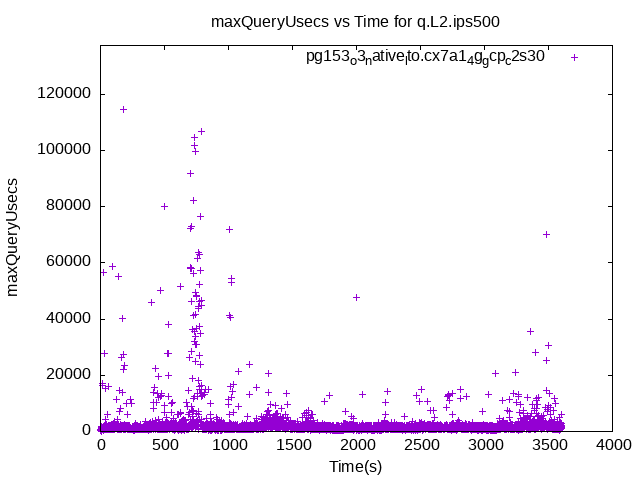 maxQueryUsecs vs Time for q.L2.ips500
pg153o3native_lto.cx7a14ggcpc2s30
maxQueryUsecs
120000
100000
80000
60000
40000
20000
0
0 500 1000 1500 2000 2500 3000 3500 4000
Time(s)